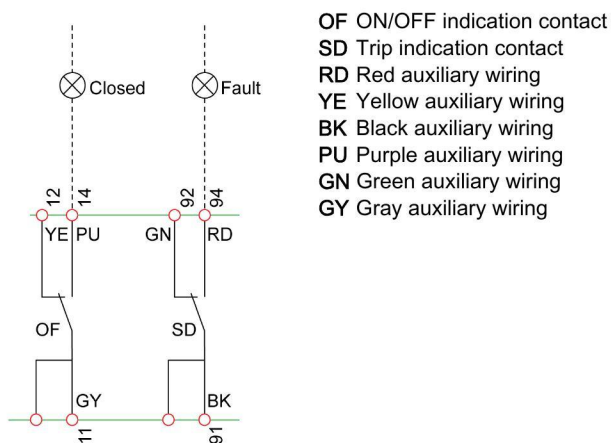 OF ON/OFF indication contact
SD Trip indication contact
RD Red auxiliary wiring
YE Yellow auxiliary wiring
BK Black auxiliary wiring
PU Purple auxiliary wiring
GN Green auxiliary wiring
GY Gray auxiliary wiring
Closed
Fault
12
14
92
94
YE
PU
GN
RD
OF
SD
GY
BK
11
91